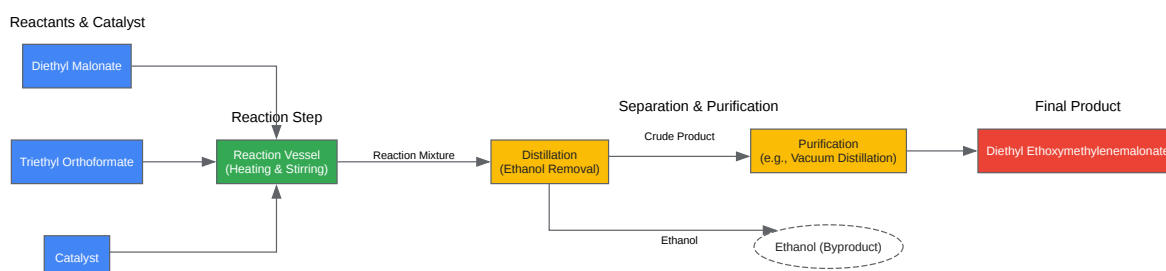 Reactants & Catalyst
Diethyl Malonate
Triethyl Orthoformate
Catalyst
Reaction Step
Reaction Vessel
(Heating & Stirring)
Reaction Mixture
Separation & Purification
Distillation
(Ethanol Removal)
Crude Product
Purification
(e.g., Vacuum Distillation)
Ethanol
Ethanol (Byproduct)
Final Product
Diethyl Ethoxymethylenemalonate